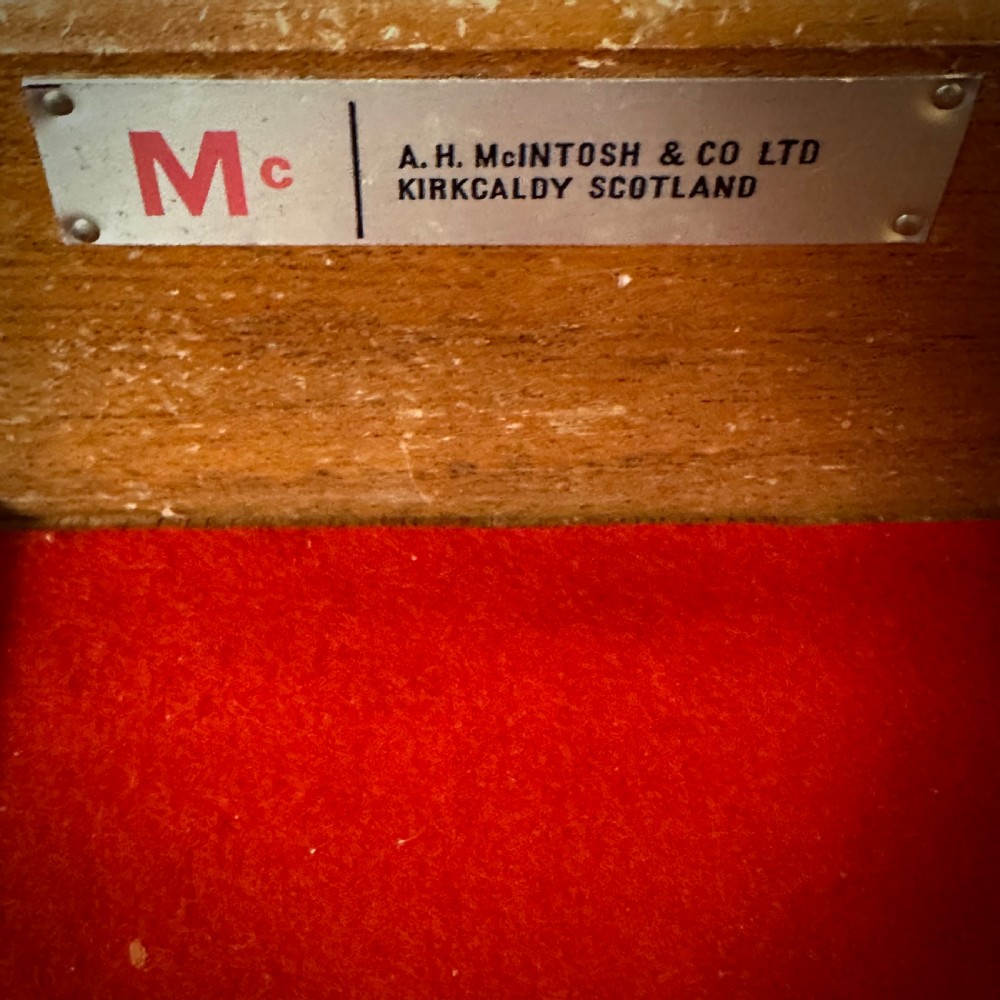 Mc
A. H. McINTOSH & CO LTD
KIRKCALDY SCOTLAND